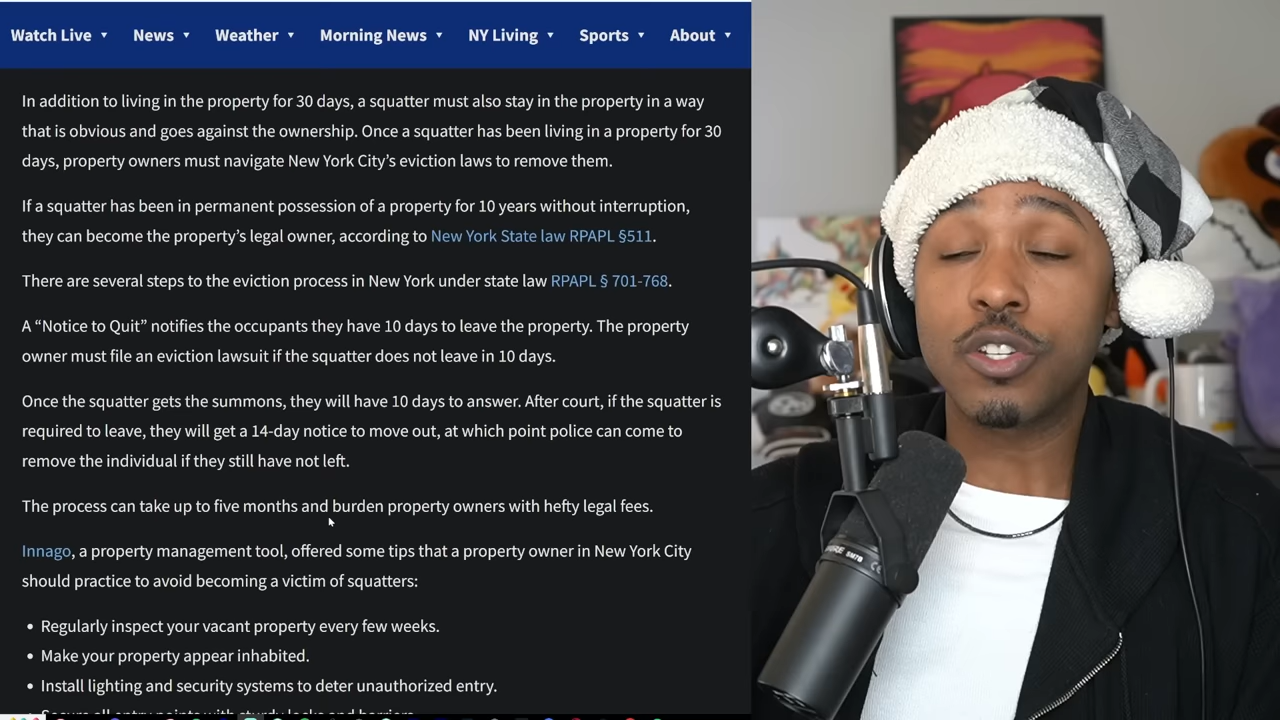 Watch Live News Weather Morning News NY Living Sports About
In addition to living in the property for 30 days, a squatter must also stay in the property in a way
that is obvious and goes against the ownership. Once a squatter has been living in a property for 30
days, property owners must navigate New York City’s eviction laws to remove them.
If a squatter has been in permanent possession of a property for 10 years without interruption,
they can become the property’s legal owner, according to New York State law RPAPL §511.
There are several steps to the eviction process in New York under state law RPAPL § 701-768.
A “Notice to Quit” notifies the occupants they have 10 days to leave the property. The property
owner must file an eviction lawsuit if the squatter does not leave in 10 days.
Once the squatter gets the summons, they will have 10 days to answer. After court, if the squatter is
required to leave, they will get a 14-day notice to move out, at which point police can come to
remove the individual if they still have not left.
The process can take up to five months and burden property owners with hefty legal fees.
Innago, a property management tool, offered some tips that a property owner in New York City
should practice to avoid becoming a victim of squatters:
• Regularly inspect your vacant property every few weeks.
• Make your property appear inhabited.
• Install lighting and security systems to deter unauthorized entry.